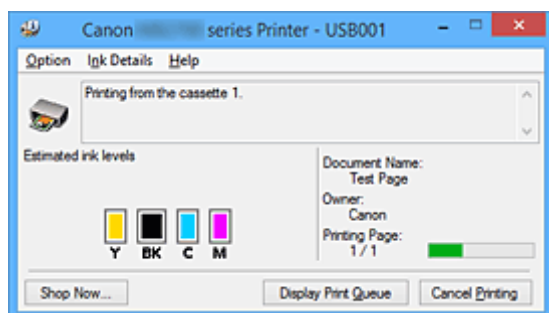 Canon series Printer - USB001
Option Ink Details Help
Printing from the cassette 1.
Estimated ink levels
Document Name:
Test Page
Owner:
Canon
Printing Page:
1 / 1
Y BK C M
Shop Now... Display Print Queue Cancel Printing